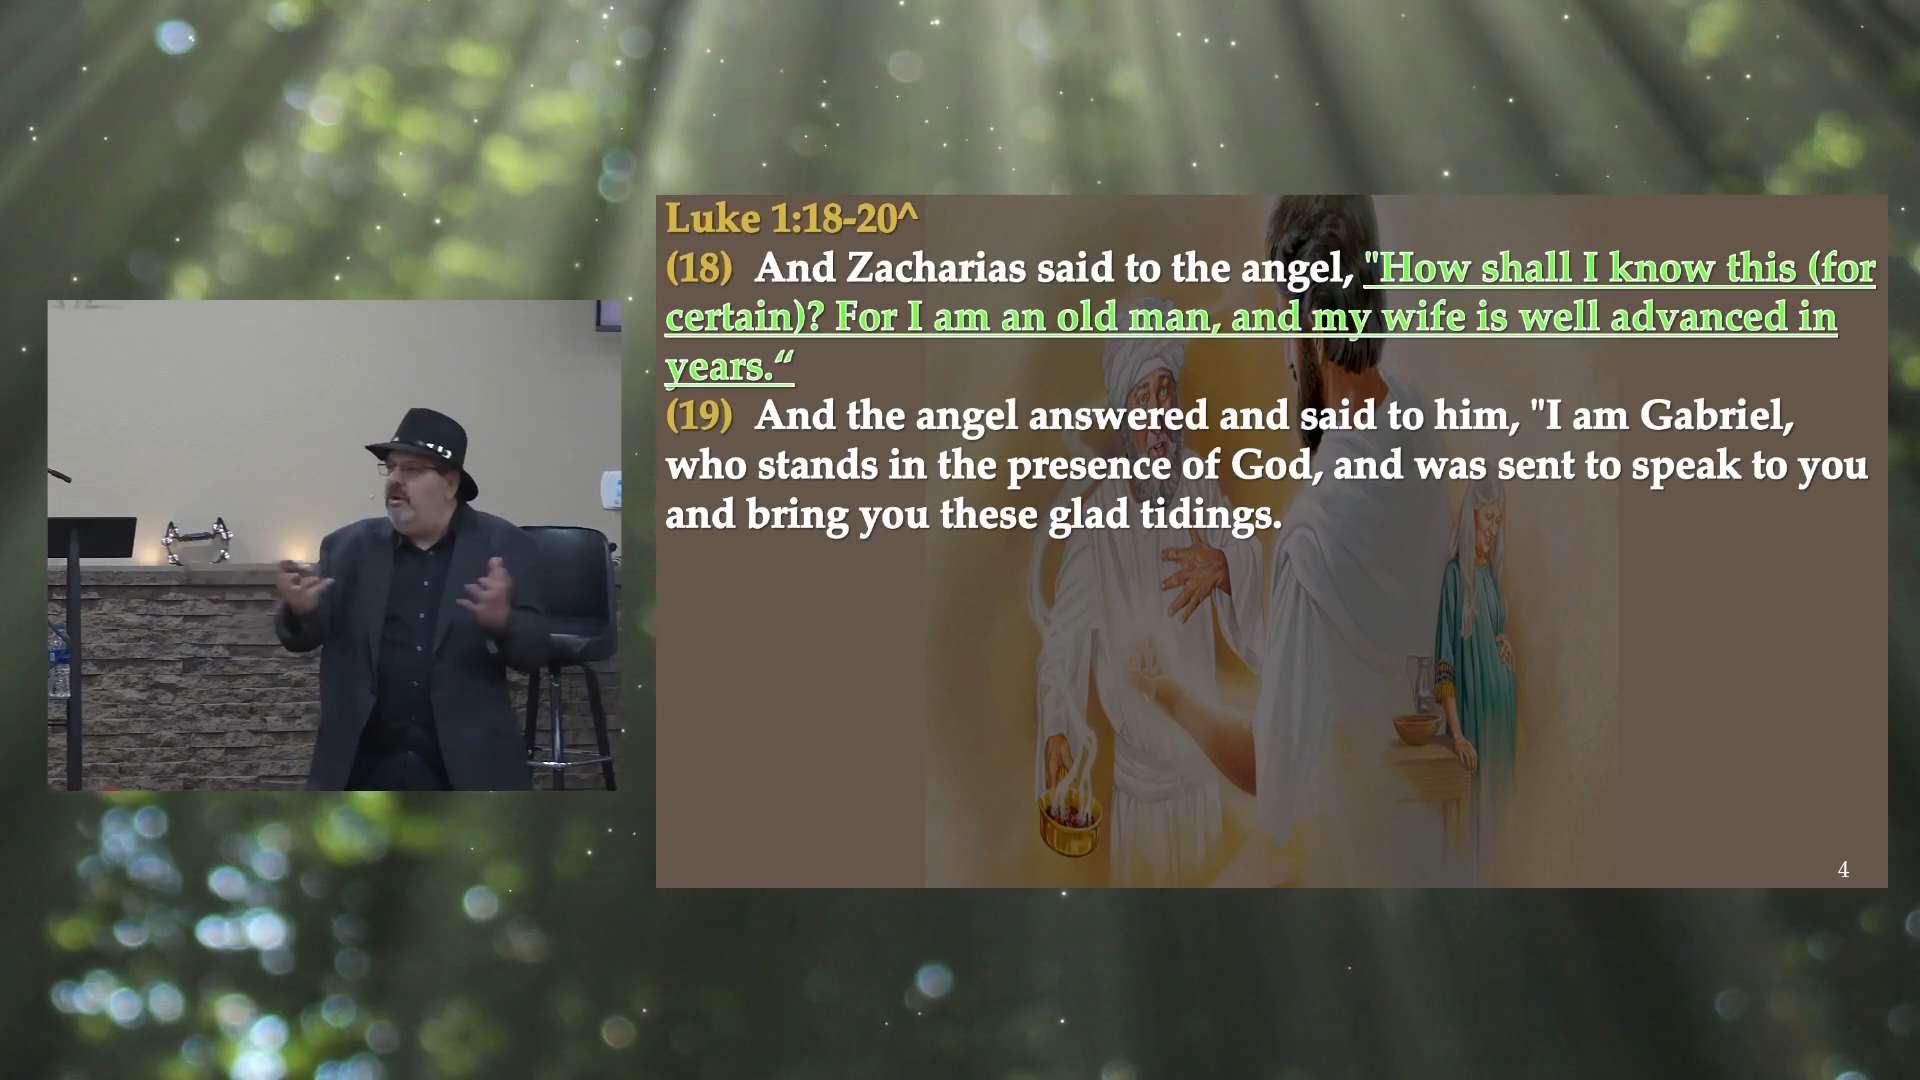 Luke 1:18-20^
(18)  And Zacharias said to the angel, "How shall I know this (for
certain)? For I am an old man, and my wife is well advanced in
years.“
(19)  And the angel answered and said to him, "I am Gabriel,
who stands in the presence of God, and was sent to speak to you
and bring you these glad tidings.
4